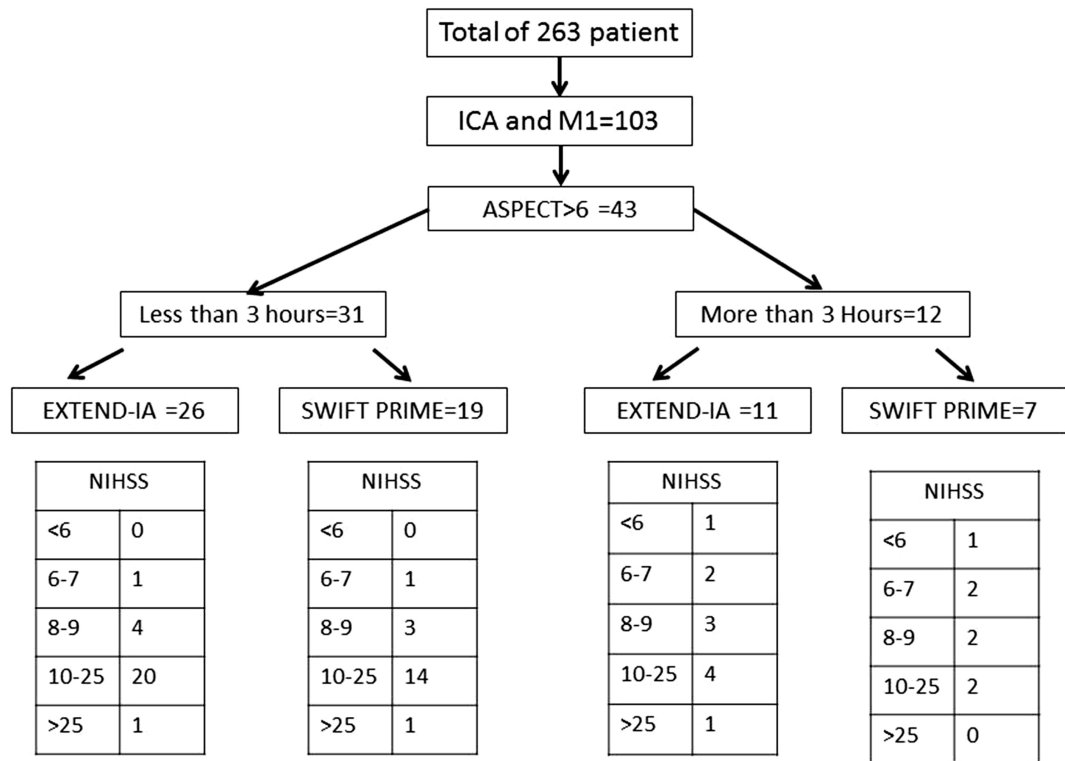 Total of 263 patient
ICA and M1=103
ASPECT>6 =43
Less than 3 hours=31
More than 3 Hours=12
EXTEND-IA =26
SWIFT PRIME=19
EXTEND-IA =11
SWIFT PRIME=7
NIHSS
<6 0
6-7 1
8-9 4
10-25 20
>25 1
NIHSS
<6 0
6-7 1
8-9 3
10-25 14
>25 1
NIHSS
<6 1
6-7 2
8-9 3
10-25 4
>25 1
NIHSS
<6 1
6-7 2
8-9 2
10-25 2
>25 0